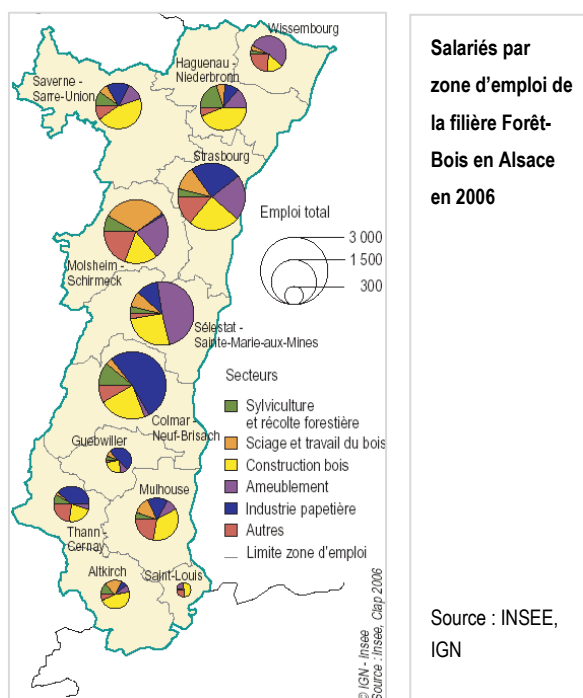 Wissembourg
Haguenau -
Niederbronn
Saverne -
Sarre-Union
Strasbourg
Emploi total
3 000
1 500
300
Molsheim -
Schirmeck
Sélestat -
Sainte-Marie-aux-Mines
Secteurs
Sylviculture
et récolte forestière
Sciage et travail du bois
Construction bois
Ameublement
Industrie papetière
Autres
Limite zone d'emploi
Colmar -
Neuf-Brisach
Guebwiller
Mulhouse
Thann -
Cernay
Altkirch
Saint-Louis
© IGN - Insee
Source : Insee, Clap 2006
Salariés par
zone d'emploi de
la filière Forêt-
Bois en Alsace
en 2006
Source : INSEE,
IGN